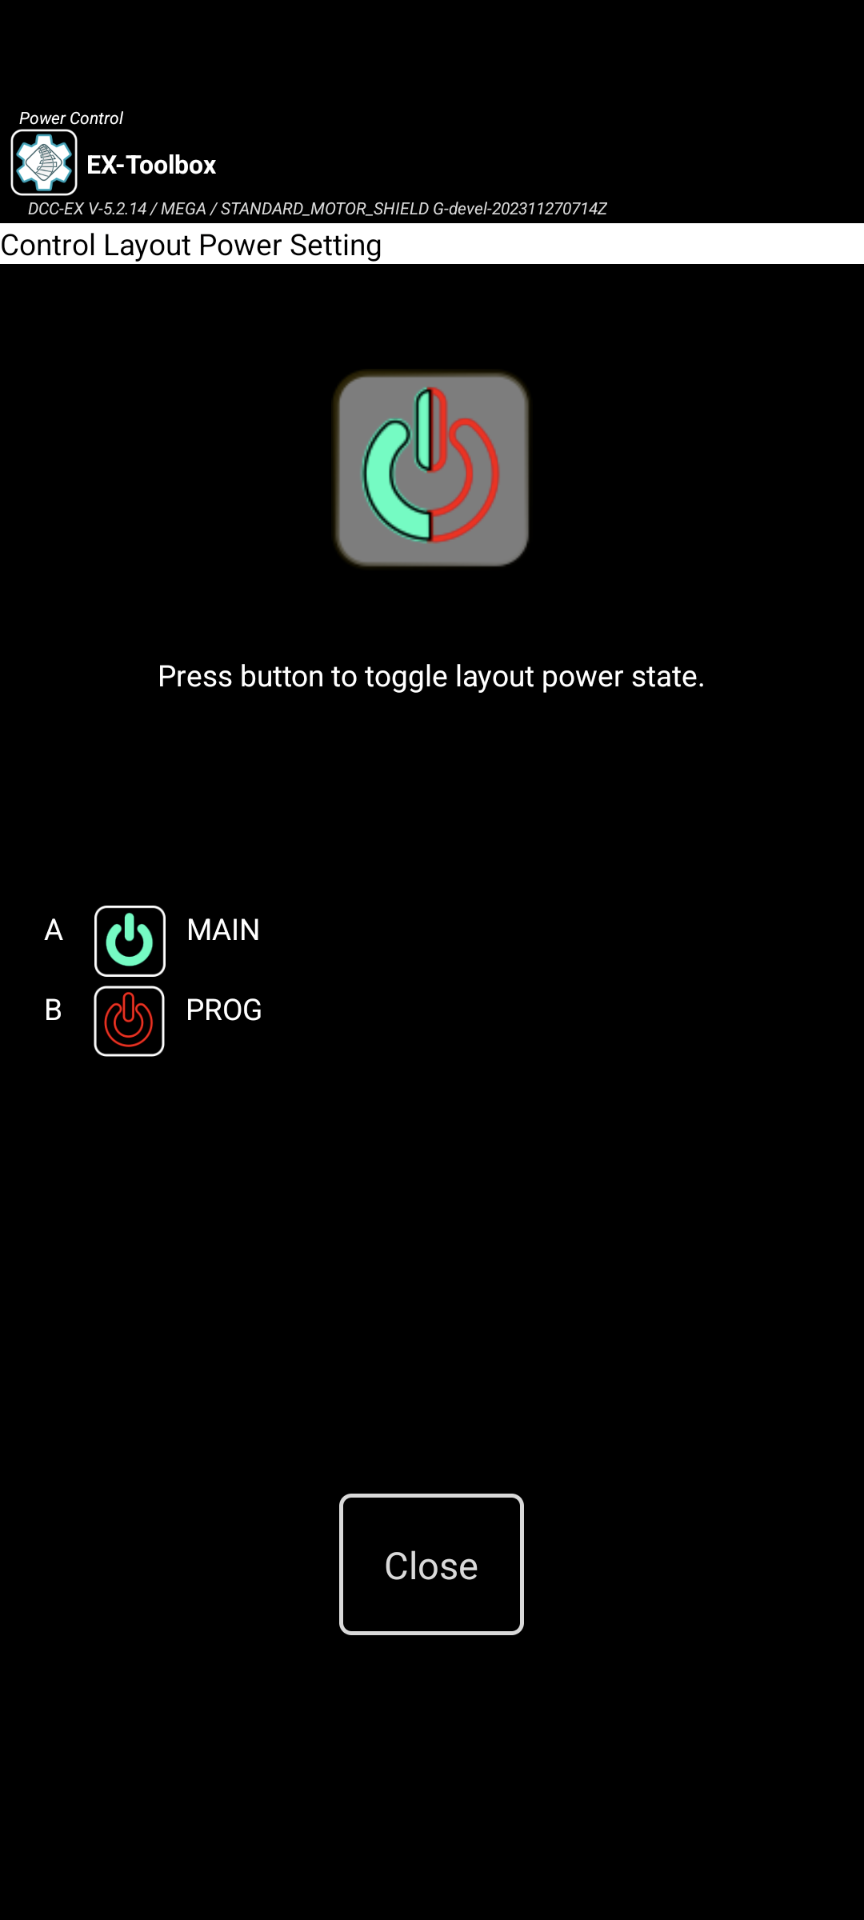 Power Control
EX-Toolbox
DCC-EX V-5.2.14 / MEGA / STANDARD_MOTOR_SHIELD G-devel-202311270714Z
Control Layout Power Setting
Press button to toggle layout power state.
A MAIN
B PROG
Close